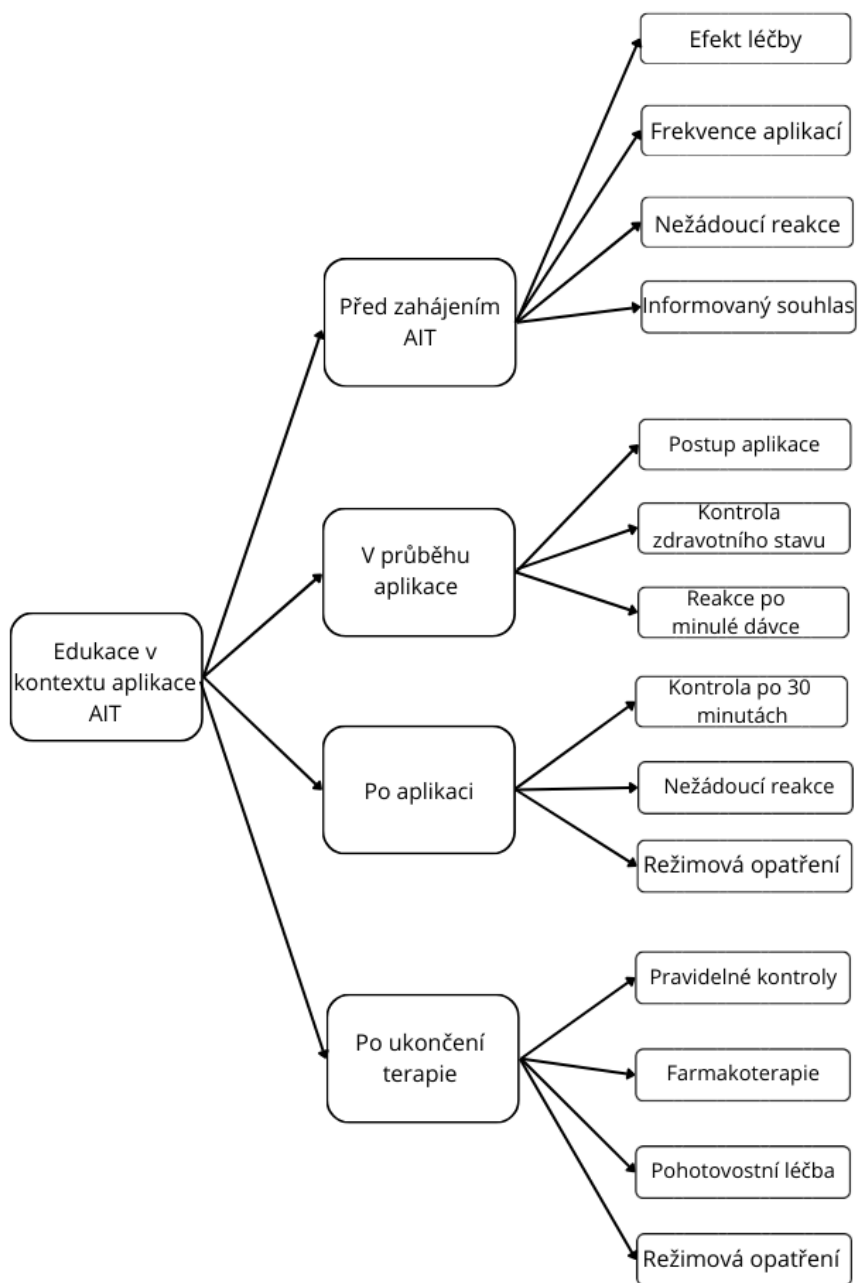 Edukace v
kontextu aplikace
AIT
Před zahájením
AIT
Efekt léčby
Frekvence aplikací
Nežádoucí reakce
Informovaný souhlas
V průběhu
aplikace
Postup aplikace
Kontrola
zdravotního stavu
Reakce po
minulé dávce
Po aplikaci
Kontrola po 30
minutách
Nežádoucí reakce
Režimová opatření
Po ukončení
terapie
Pravidelné kontroly
Farmakoterapie
Pohotovostní léčba
Režimová opatření